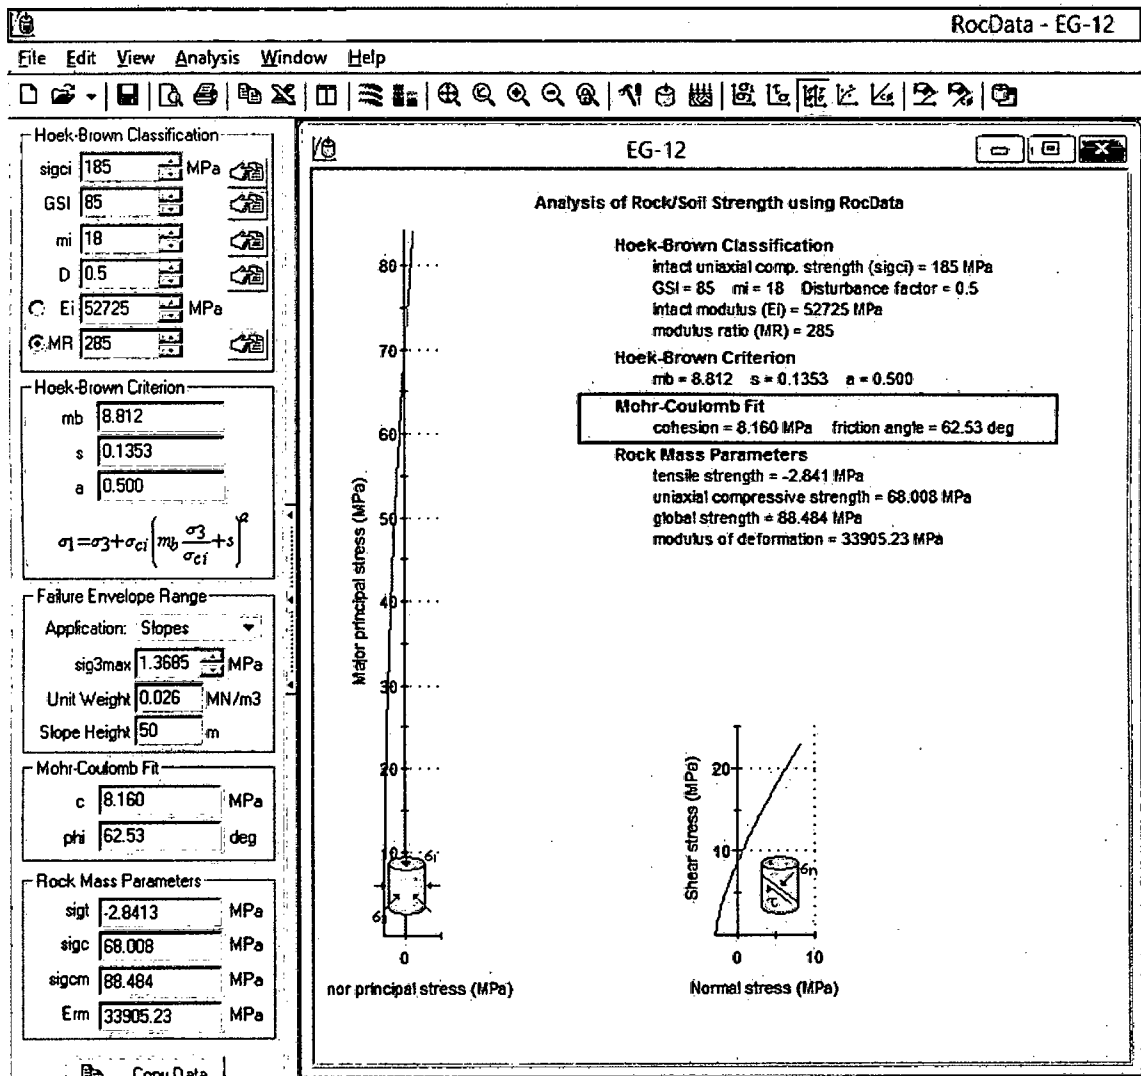 RocData - EG-12
File Edit View Analysis Window Help
Hoek-Brown Classification
sigci 185 MPa
GSI 85
mi 18
D 0.5
Ei 52725 MPa
MR 285
Hoek-Brown Criterion
mb 8.812
s 0.1353
a 0.500
σ1=σ3+σci(mb σ3/σci+s)^a
Failure Envelope Range
Application: Slopes
sig3max 1.3685 MPa
Unit Weight 0.026 MN/m3
Slope Height 50 m
Mohr-Coulomb Fit
c 8.160 MPa
phi 62.53 deg
Rock Mass Parameters
sigt -2.8413 MPa
sigc 68.008 MPa
sigcm 88.484 MPa
Erm 33905.23 MPa
Copy Data
EG-12
Analysis of Rock/Soil Strength using RocData
Hoek-Brown Classification
intact uniaxial comp. strength (sigci) = 185 MPa
GSI = 85 mi = 18 Disturbance factor = 0.5
intact modulus (Ei) = 52725 MPa
modulus ratio (MR) = 285
Hoek-Brown Criterion
mb = 8.812 s = 0.1353 a = 0.500
Mohr-Coulomb Fit
cohesion = 8.160 MPa friction angle = 62.53 deg
Rock Mass Parameters
tensile strength = -2.841 MPa
uniaxial compressive strength = 68.008 MPa
global strength = 88.484 MPa
modulus of deformation = 33905.23 MPa
Major principal stress (MPa)
80
70
60
50
40
30
20
10
σ1
σ3
0
nor principal stress (MPa)
Shear stress (MPa)
20
10
σn
τ
0 10
Normal stress (MPa)